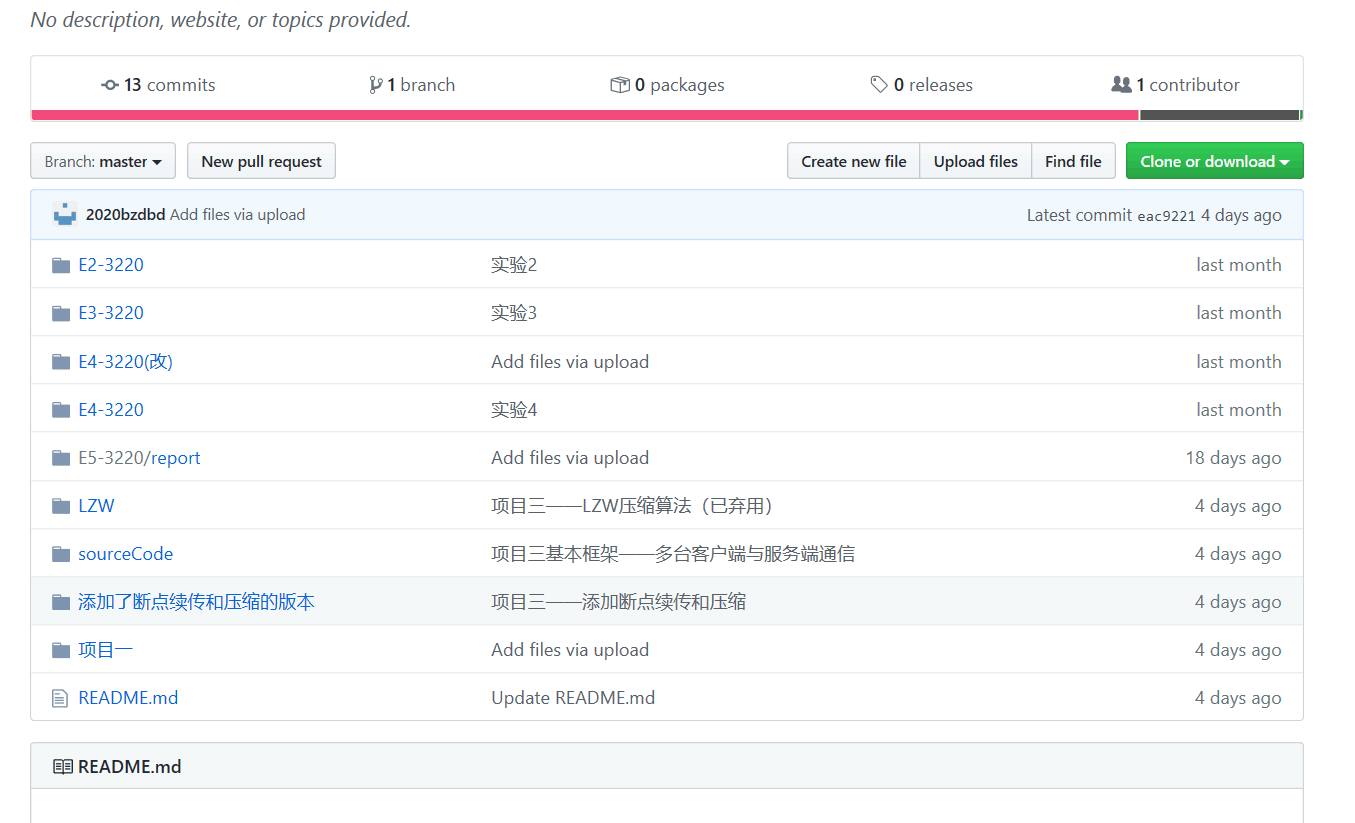 No description, website, or topics provided.
13 commits 1 branch 0 packages 0 releases 1 contributor
Branch: master New pull request Create new file Upload files Find file Clone or download
2020bzdbd Add files via upload Latest commit eac9221 4 days ago
E2-3220 实验2 last month
E3-3220 实验3 last month
E4-3220(改) Add files via upload last month
E4-3220 实验4 last month
E5-3220/report Add files via upload 18 days ago
LZW 项目三——LZW压缩算法（已弃用） 4 days ago
sourceCode 项目三基本框架——多台客户端与服务端通信 4 days ago
添加了断点续传和压缩的版本 项目三——添加断点续传和压缩 4 days ago
项目一 Add files via upload 4 days ago
README.md Update README.md 4 days ago
README.md